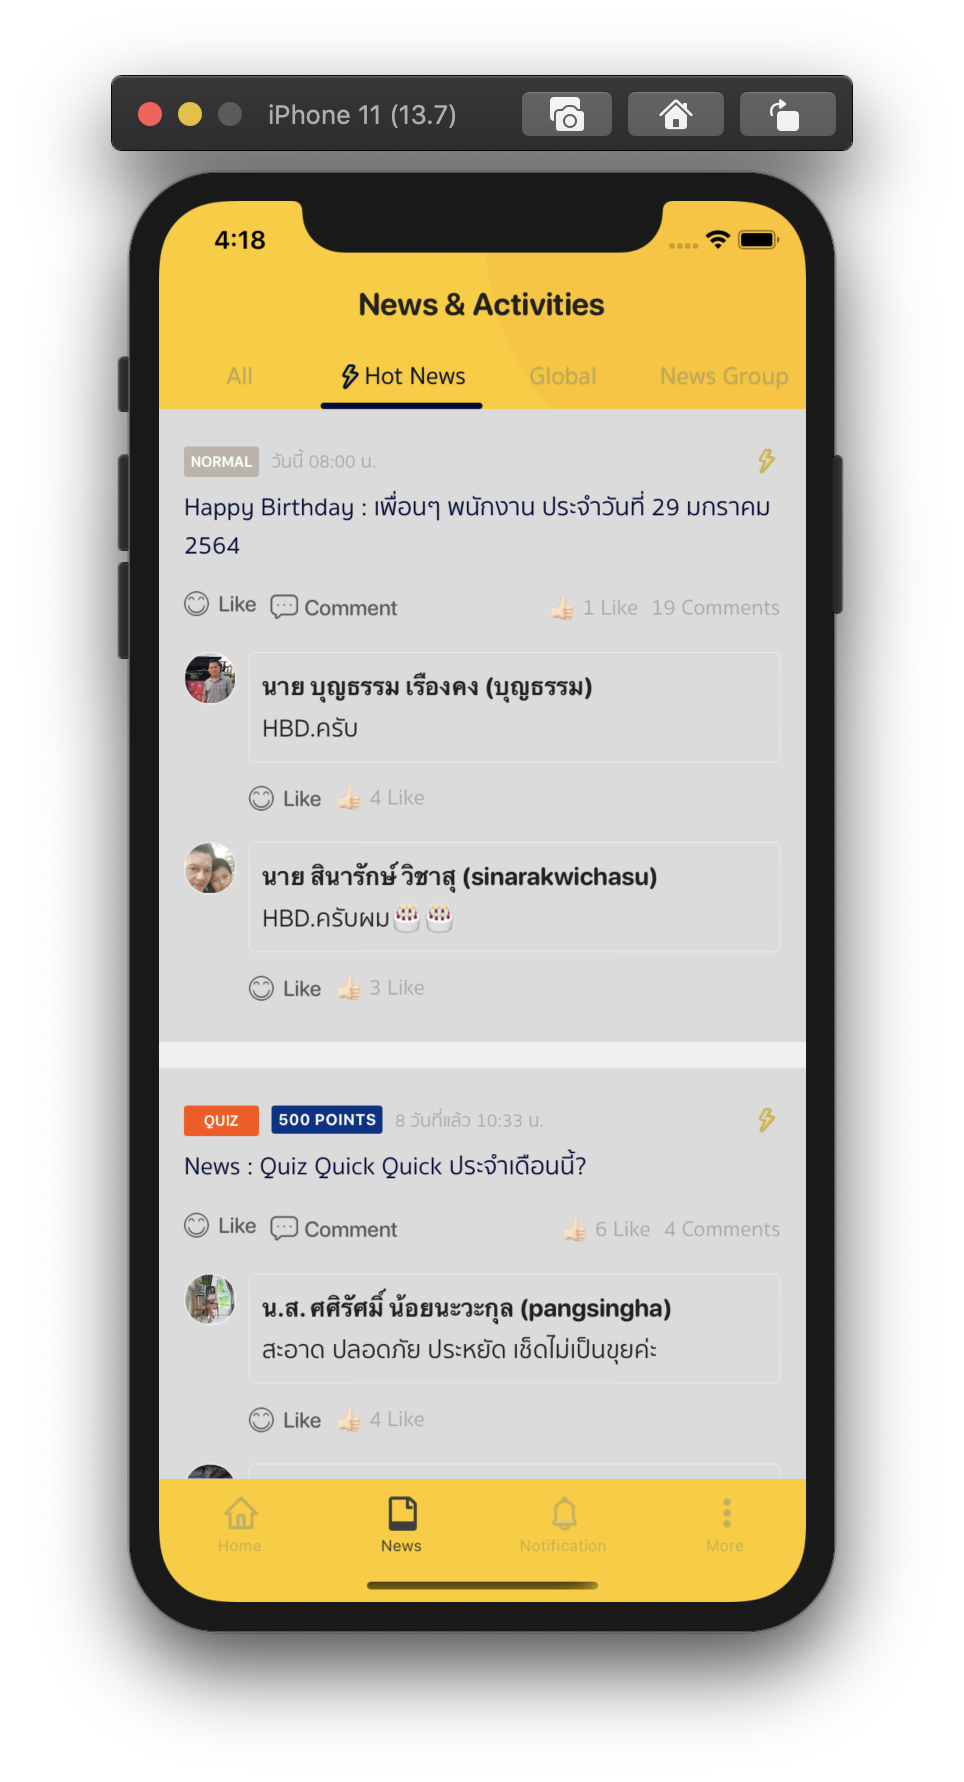 iPhone 11 (13.7)
4:18
News & Activities
All
Hot News
Global
News Group
NORMAL วันนี้ 08:00 น.
Happy Birthday : เพื่อนๆ พนักงาน ประจำวันที่ 29 มกราคม
2564
Like Comment 1 Like 19 Comments
นาย บุญธรรม เรืองคง (บุญธรรม)
HBD.ครับ
Like 4 Like
นาย สินารักษ์ วิชาสุ (sinarakwichasu)
HBD.ครับผม🎂🎂
Like 3 Like
QUIZ 500 POINTS 8 วันที่แล้ว 10:33 น.
News : Quiz Quick Quick ประจำเดือนนี้?
Like Comment 6 Like 4 Comments
น.ส. ศศิรัศมิ์ น้อยนะวะกุล (pangsingha)
สะอาด ปลอดภัย ประหยัด เช็ดไม่เป็นขุยค่ะ
Like 4 Like
Home
News
Notification
More